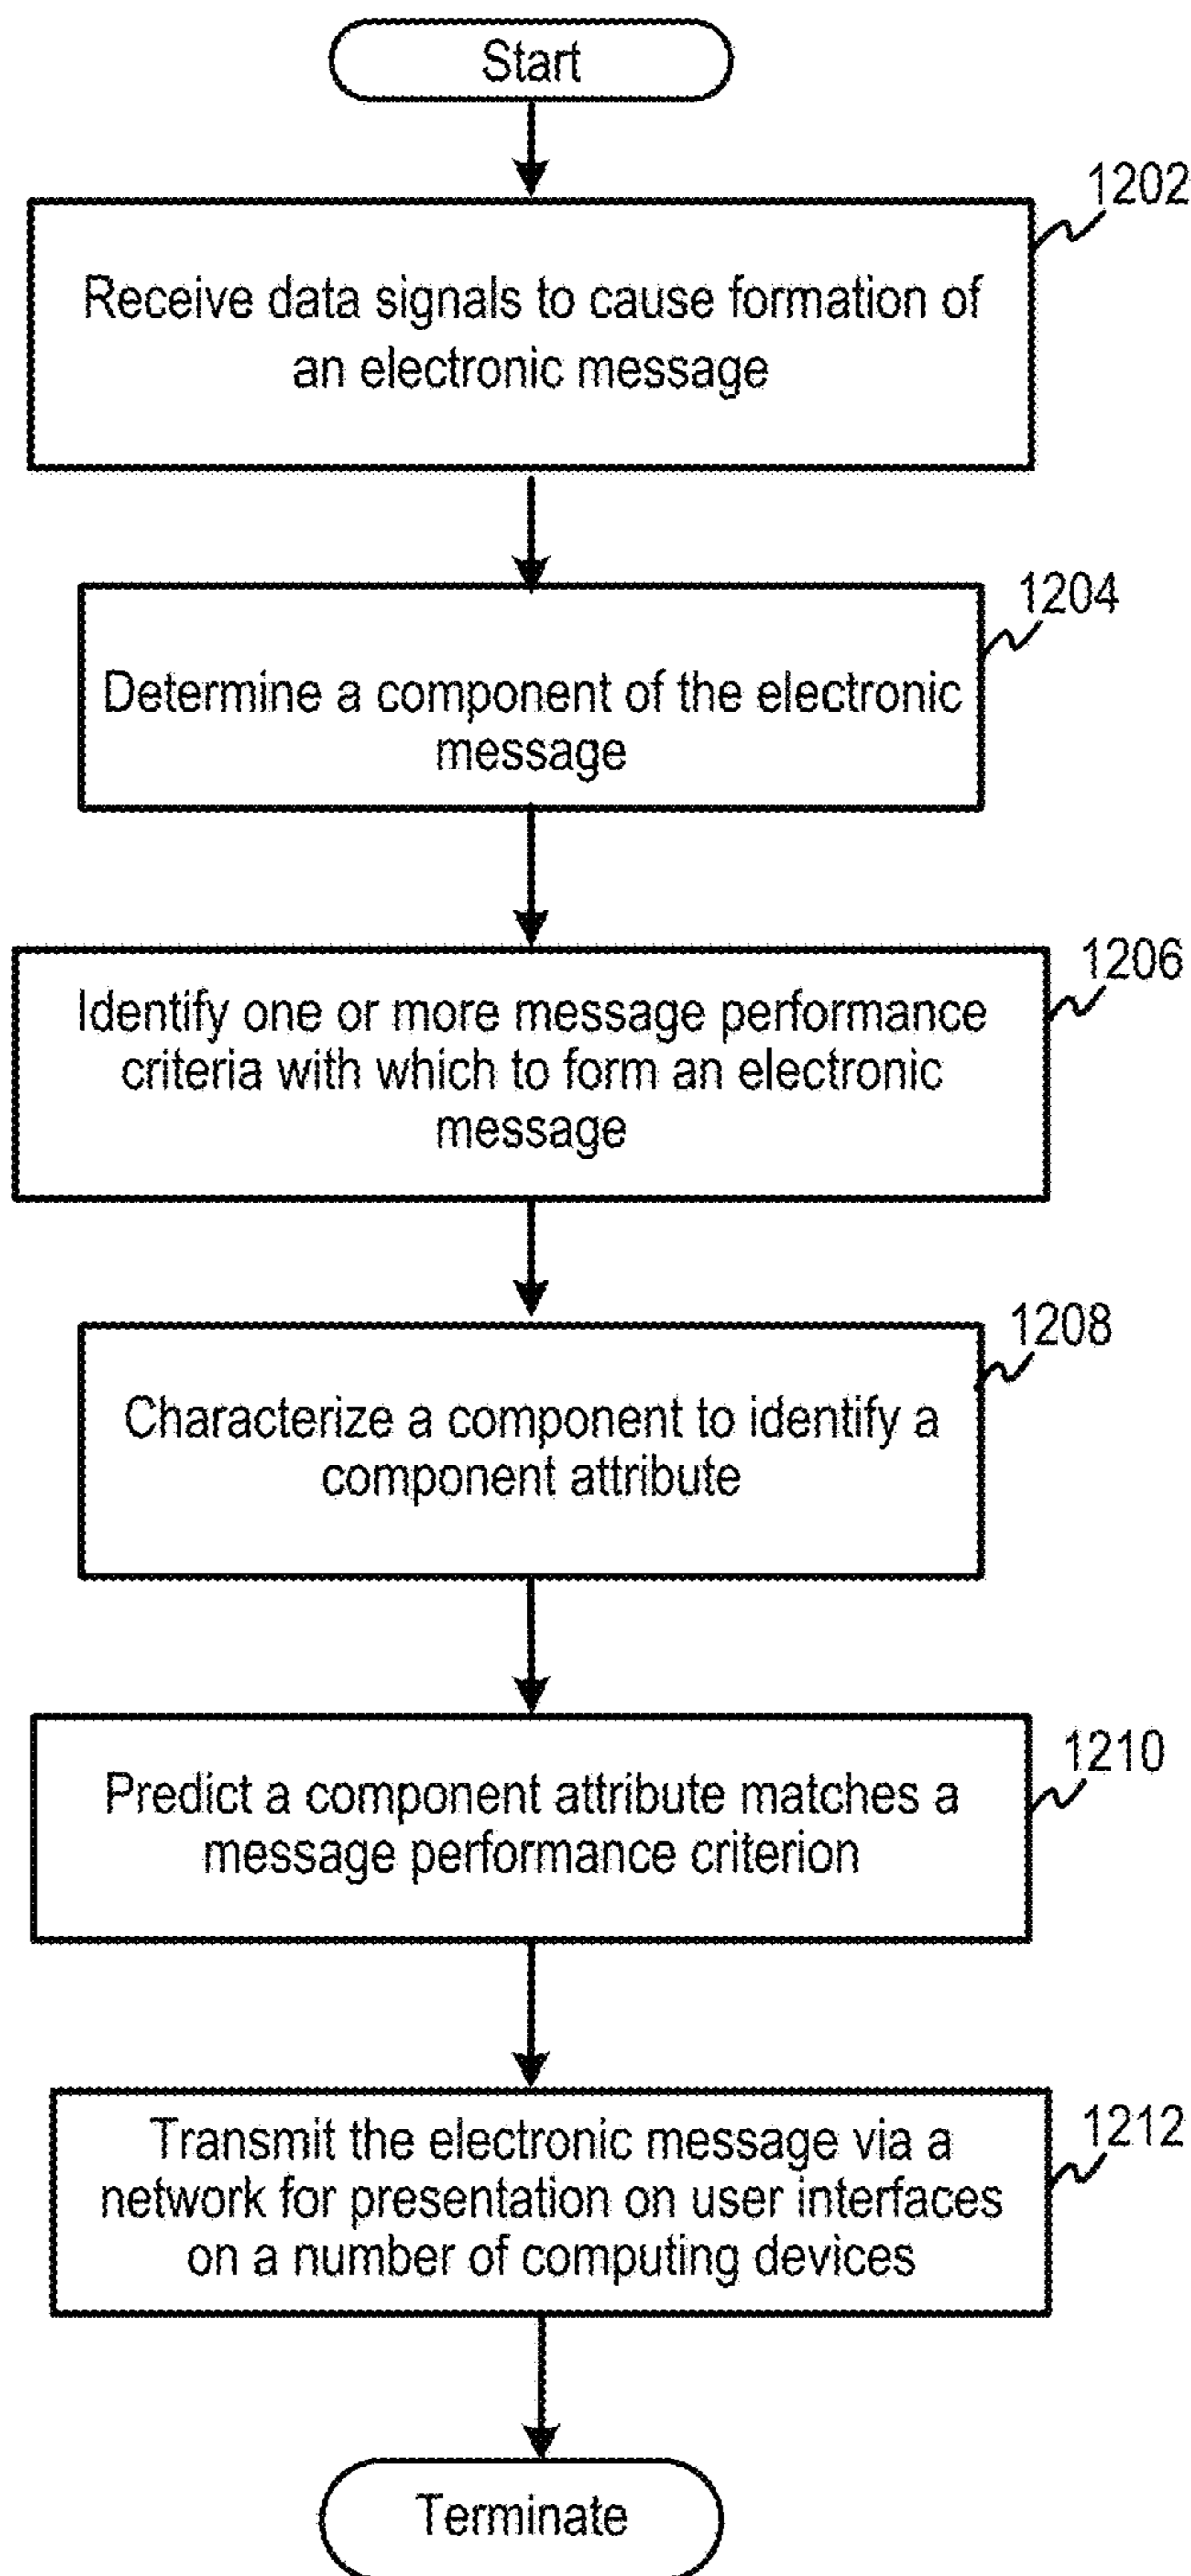 Start
1202
Receive data signals to cause formation of
an electronic message
1204
Determine a component of the electronic
message
1206
Identify one or more message performance
criteria with which to form an electronic
message
1208
Characterize a component to identify a
component attribute
1210
Predict a component attribute matches a
message performance criterion
1212
Transmit the electronic message via a
network for presentation on user interfaces
on a number of computing devices
Terminate